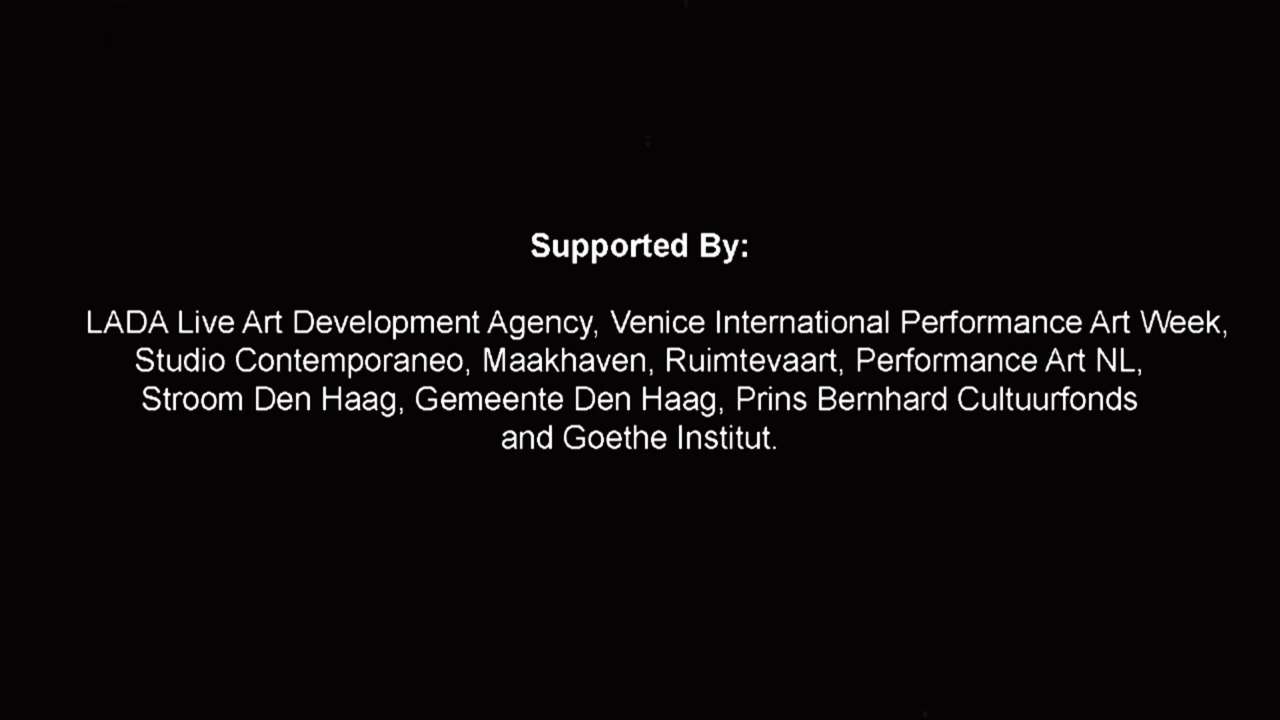 Supported By:
LADA Live Art Development Agency, Venice International Performance Art Week,
Studio Contemporaneo, Maakhaven, Ruimtevaart, Performance Art NL,
Stroom Den Haag, Gemeente Den Haag, Prins Bernhard Cultuurfonds
and Goethe Institut.